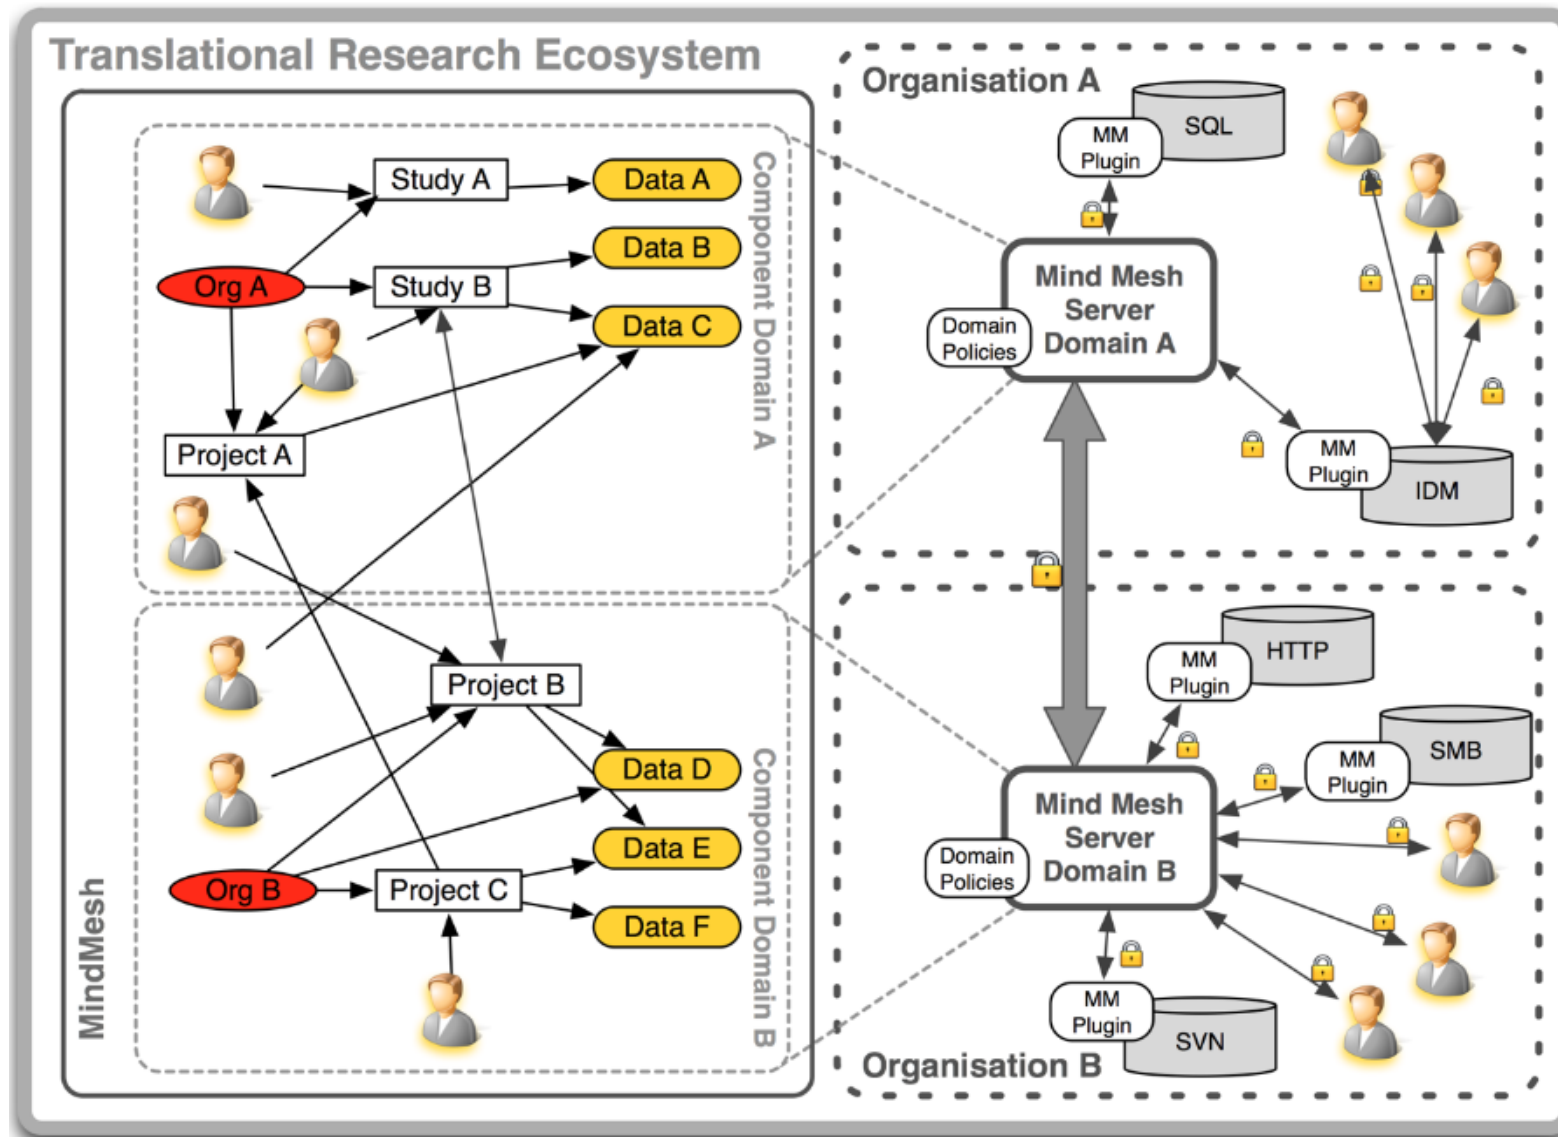 Translational Research Ecosystem
MindMesh
Component Domain A
Study A
Data A
Data B
Org A
Study B
Data C
Project A
Component Domain B
Project B
Data D
Data E
Org B
Project C
Data F
Organisation A
SQL
MM
Plugin
Mind Mesh
Server
Domain A
Domain
Policies
MM
Plugin
IDM
Organisation B
HTTP
MM
Plugin
SMB
MM
Plugin
Mind Mesh
Server
Domain B
Domain
Policies
MM
Plugin
SVN